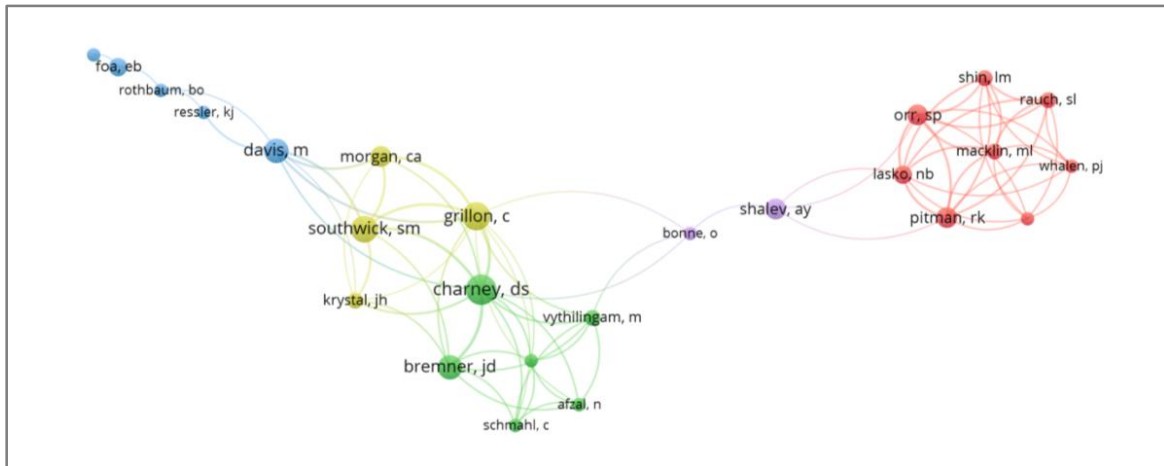 foa, eb
rothbaum, bo
ressler, kj
davis, m
morgan, ca
southwick, sm
grillon, c
krystal, jh
charney, ds
bremner, jd
vythilingam, m
afzal, n
schmahl, c
bonne, o
shalev, ay
shin, lm
rauch, sl
orr, sp
macklin, ml
whalen, pj
lasko, nb
pitman, rk